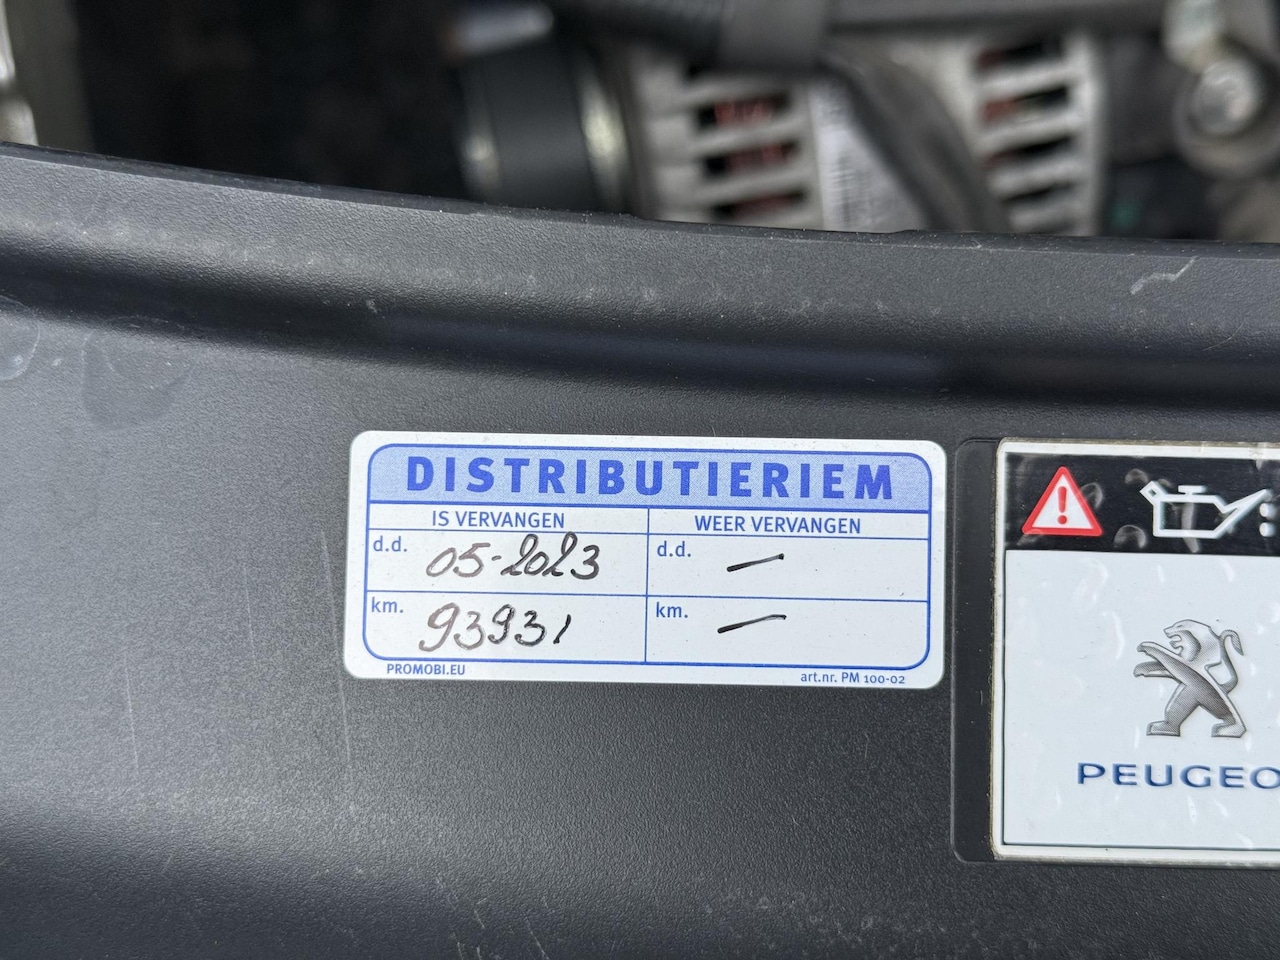 DISTRIBUTIERIEM
IS VERVANGEN WEER VERVANGEN
d.d. 05-2023 d.d. —
km. 93931 km. —
PROMOBI.EU art.nr. PM 100-02
PEUGEO